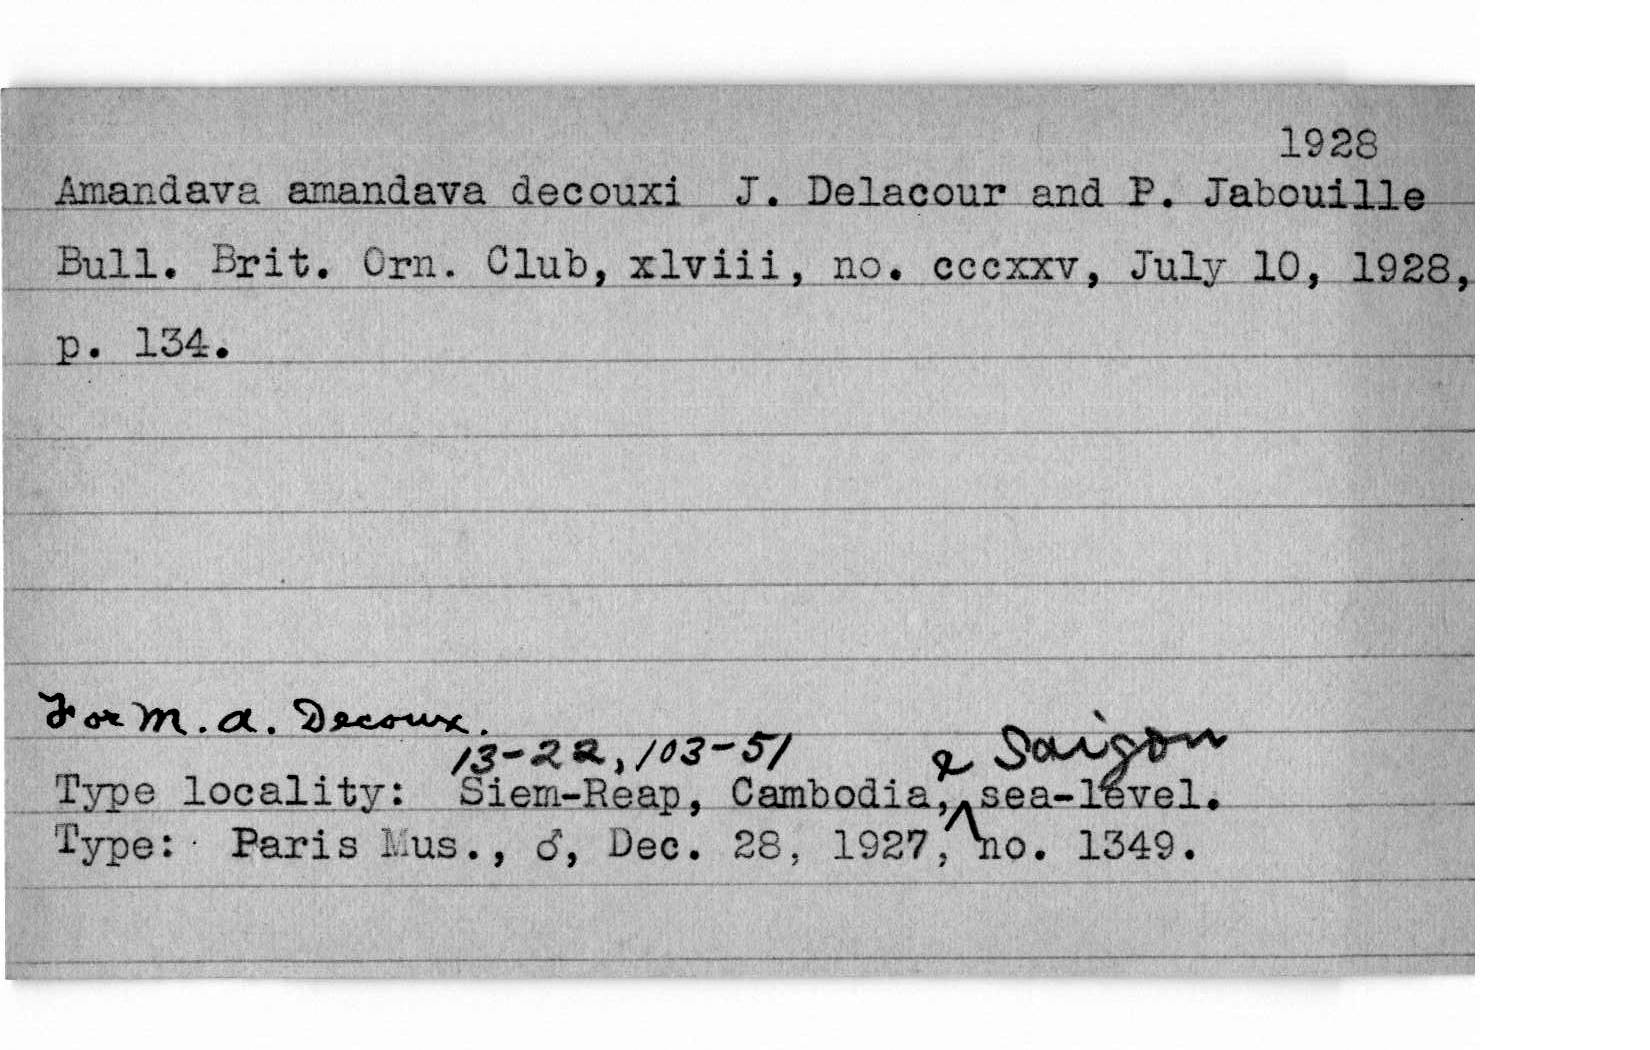 1928
Amandava amandava decouxi J. Delacour and P. Jabouille
Bull. Brit. Orn. Club, xlviii, no. cccxxv, July 10, 1928,
p. 134.
For M. A. Decoux.
13-22, 103-51 & Saigon
Type locality: Siem-Reap, Cambodia, sea-level.
Type: Paris Mus., ♂, Dec. 28, 1927, no. 1349.